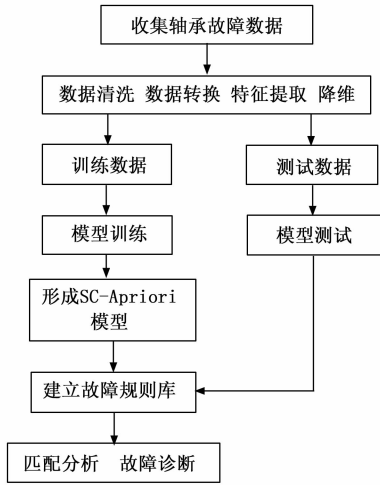 收集轴承故障数据
数据清洗 数据转换 特征提取 降维
训练数据
测试数据
模型训练
模型测试
形成SC-Apriori
模型
建立故障规则库
匹配分析 故障诊断